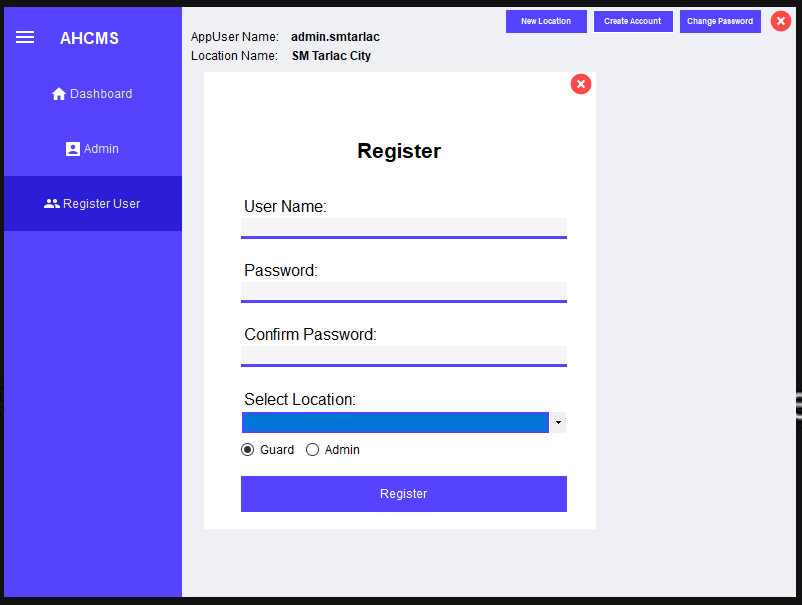 AHCMS
Dashboard
Admin
Register User
AppUser Name: admin.smtarlac
Location Name: SM Tarlac City
New Location
Create Account
Change Password
Register
User Name:
Password:
Confirm Password:
Select Location:
Guard Admin
Register